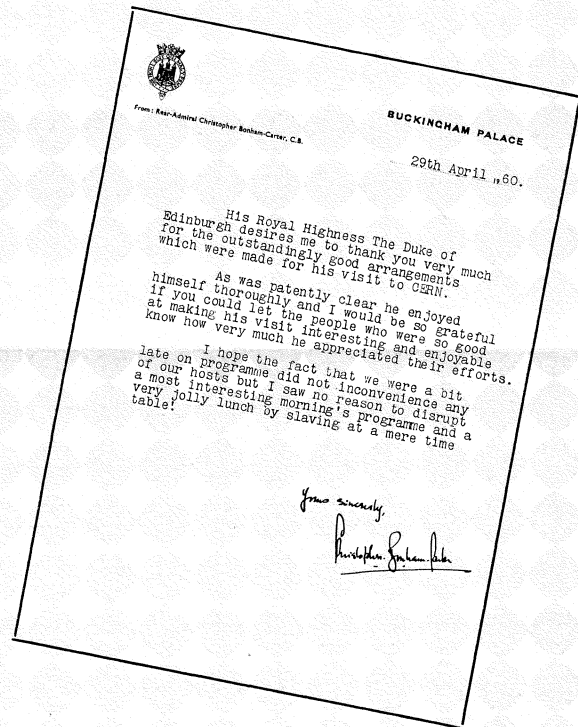 From: Rear-Admiral Christopher Bonham-Carter, C.B.
BUCKINGHAM PALACE
29th April 1960.
His Royal Highness The Duke of
Edinburgh desires me to thank you very much
for the outstandingly good arrangements
which were made for his visit to CERN.
As was patently clear he enjoyed
himself thoroughly and I would be so grateful
if you could let the people who were so good
at making his visit interesting and enjoyable
know how very much he appreciated their efforts.
I hope the fact that we were a bit
late on programme did not inconvenience any
of our hosts but I saw no reason to disrupt
a most interesting morning's programme and a
very jolly lunch by slaving at a mere time
table!
Yours sincerely,
Christopher Bonham-Carter